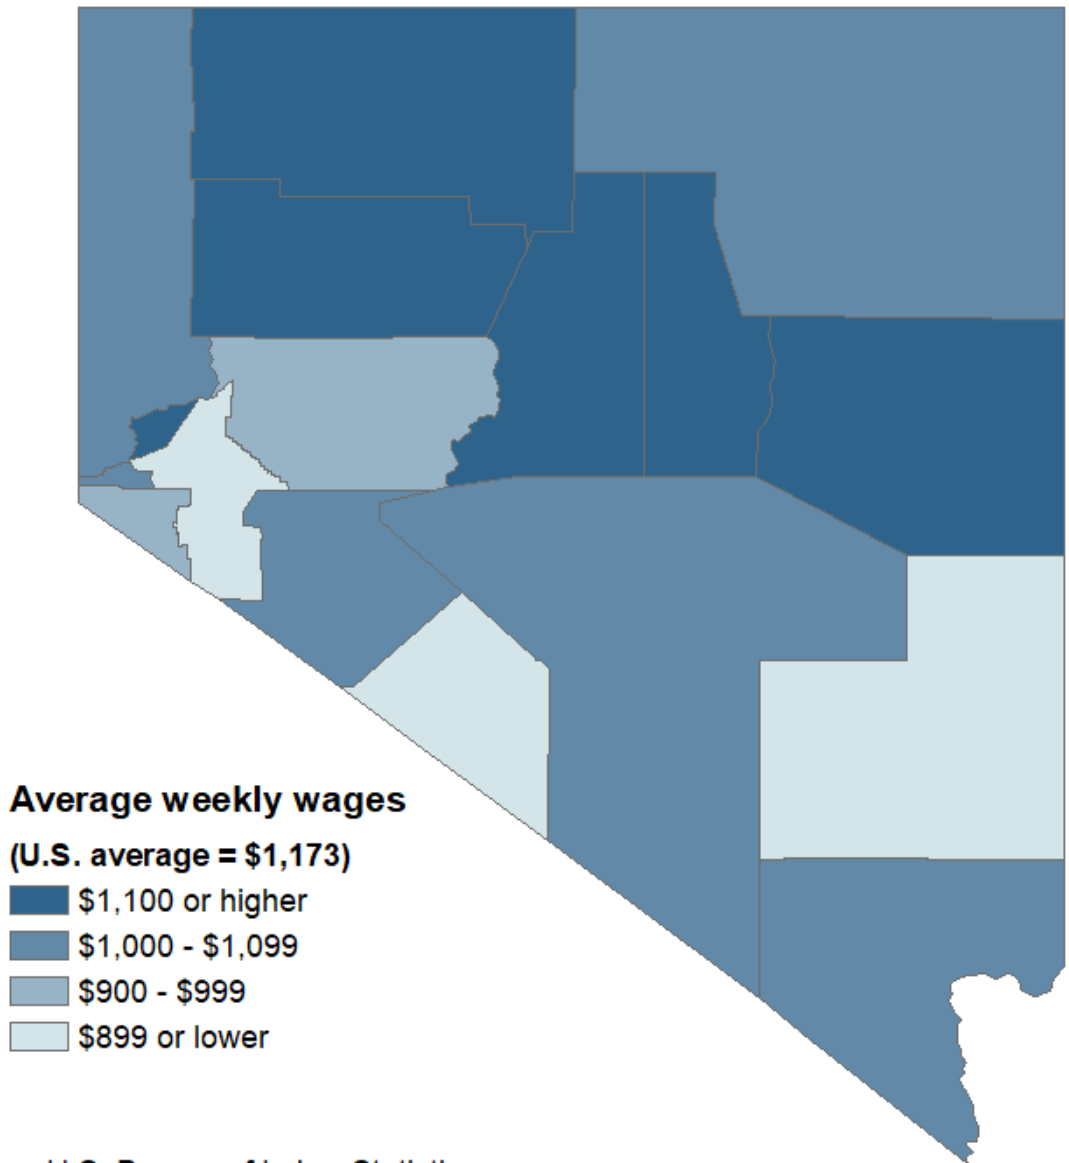 Average weekly wages
(U.S. average = $1,173)
$1,100 or higher
$1,000 - $1,099
$900 - $999
$899 or lower